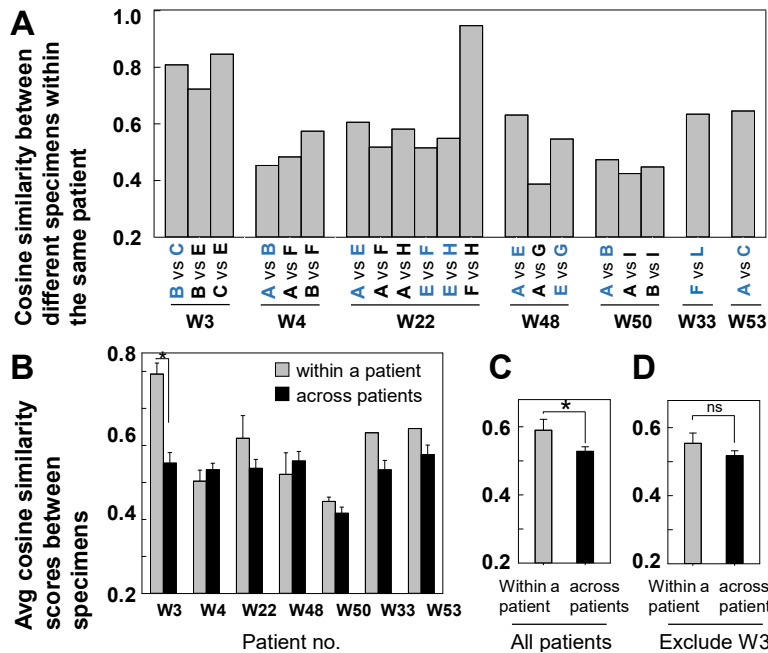 A
Cosine similarity between
different specimens within
the same patient
1.0
0.8
0.6
0.4
0.2
B vs C
B vs E
C vs E
A vs B
A vs F
B vs F
A vs E
A vs F
A vs H
E vs F
E vs H
F vs H
A vs E
A vs G
E vs G
A vs B
A vs I
B vs I
F vs L
A vs C
W3
W4
W22
W48
W50
W33
W53
B
Avg cosine similarity
scores between
specimens
0.8
0.6
0.4
0.2
*
within a patient
across patients
W3
W4
W22
W48
W50
W33
W53
Patient no.
C
0.6
0.5
0.2
*
Within a
patient
across
patients
All patients
D
0.6
0.5
0.2
ns
Within a
patient
across
patient
Exclude W3